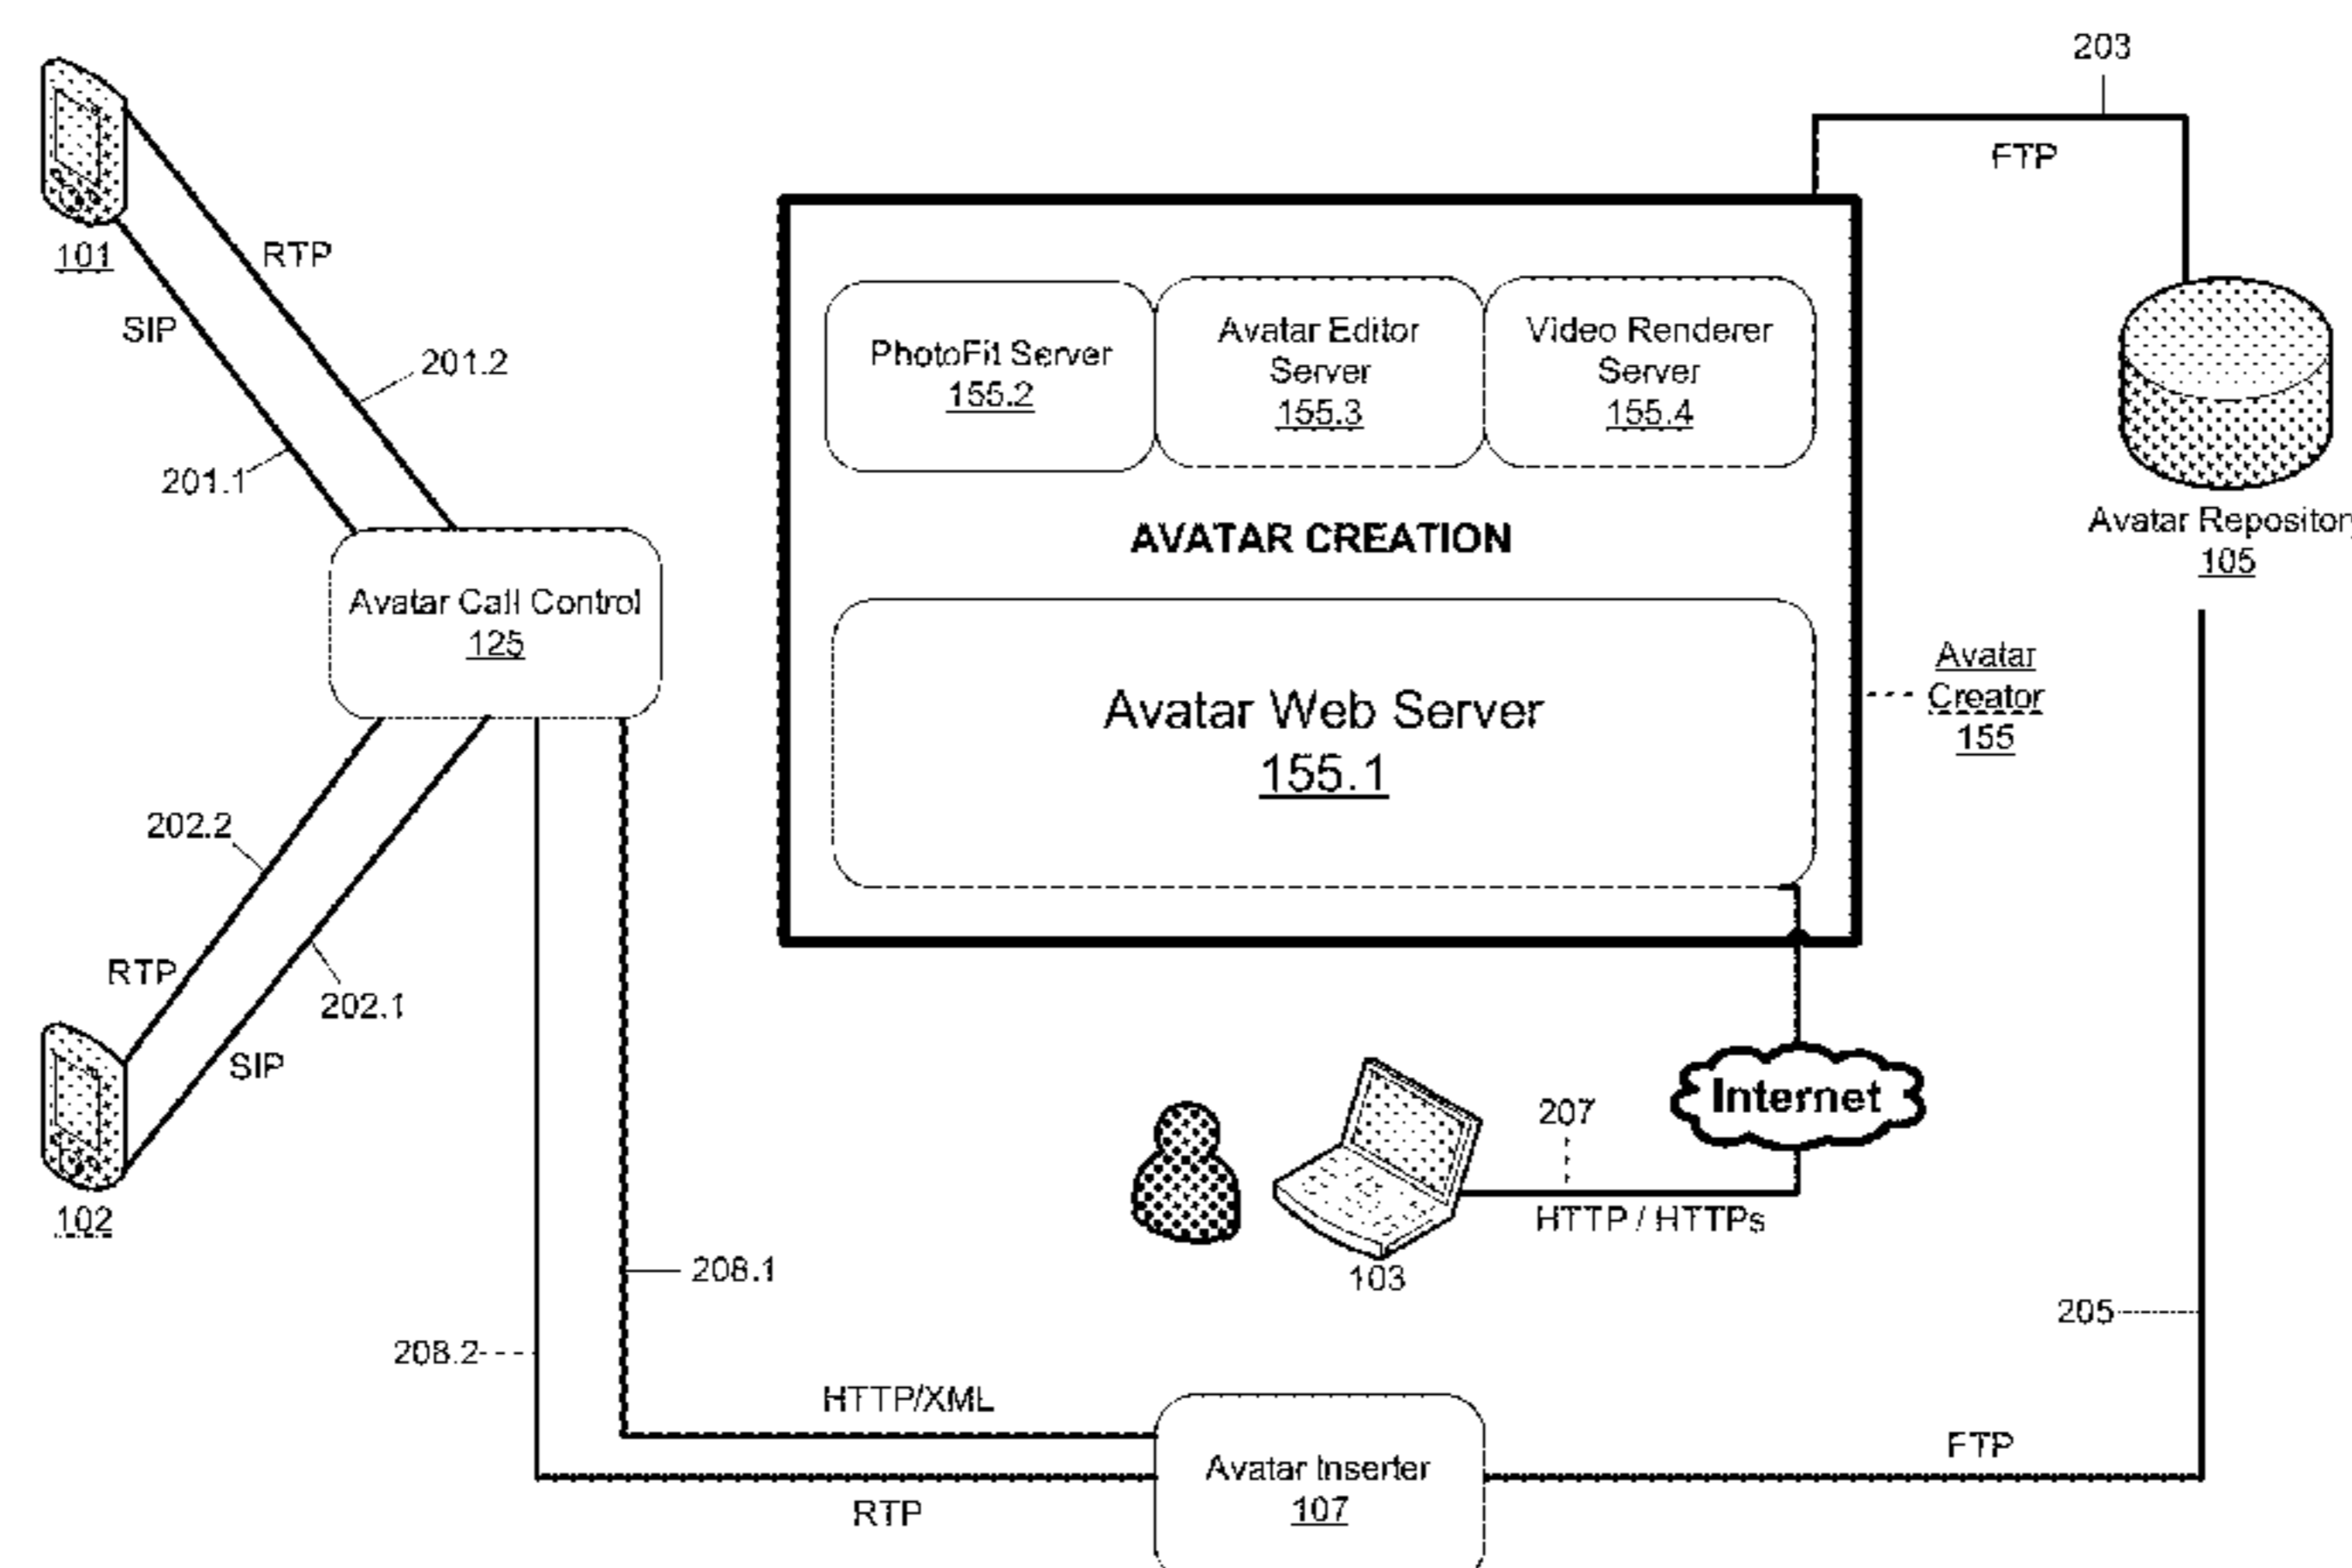 203
FTP
101
RTP
SIP
201.2
201.1
PhotoFit Server
155.2
Avatar Editor
Server
155.3
Video Renderer
Server
155.4
AVATAR CREATION
Avatar Repository
105
Avatar Call Control
125
Avatar Web Server
155.1
Avatar
Creator
155
202.2
RTP
202.1
SIP
102
Internet
207
HTTP / HTTPs
103
208.1
208.2
205
HTTP/XML
RTP
Avatar Inserter
107
FTP